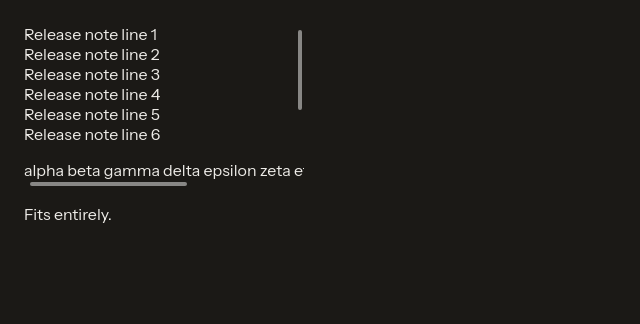 Release note line 1
Release note line 2
Release note line 3
Release note line 4
Release note line 5
Release note line 6
alpha beta gamma delta epsilon zeta e
Fits entirely.